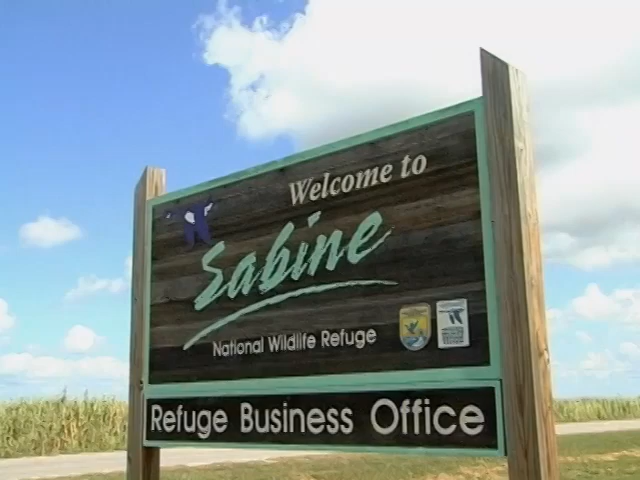 Welcome to
Sabine
National Wildlife Refuge
Refuge Business Office